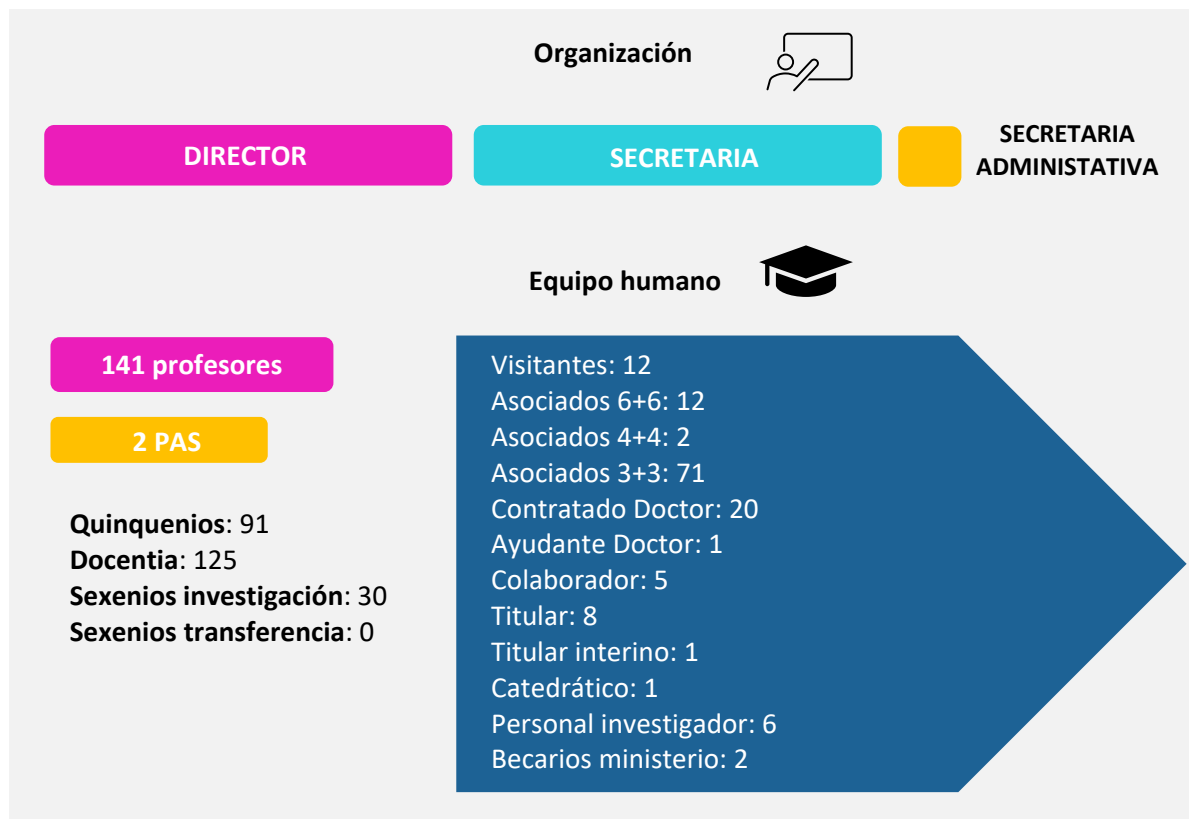 Organización
DIRECTOR
SECRETARIA
SECRETARIA
ADMINISTATIVA
Equipo humano
141 profesores
2 PAS
Quinquenios: 91
Docentia: 125
Sexenios investigación: 30
Sexenios transferencia: 0
Visitantes: 12
Asociados 6+6: 12
Asociados 4+4: 2
Asociados 3+3: 71
Contratado Doctor: 20
Ayudante Doctor: 1
Colaborador: 5
Titular: 8
Titular interino: 1
Catedrático: 1
Personal investigador: 6
Becarios ministerio: 2